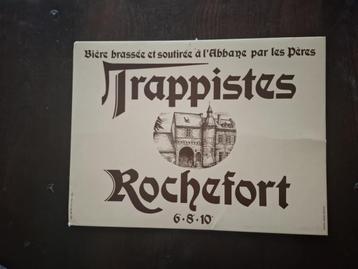 Bière brassée et soutirée à l'Abbaye par les Pères
Trappistes
Rochefort
6·8·10°